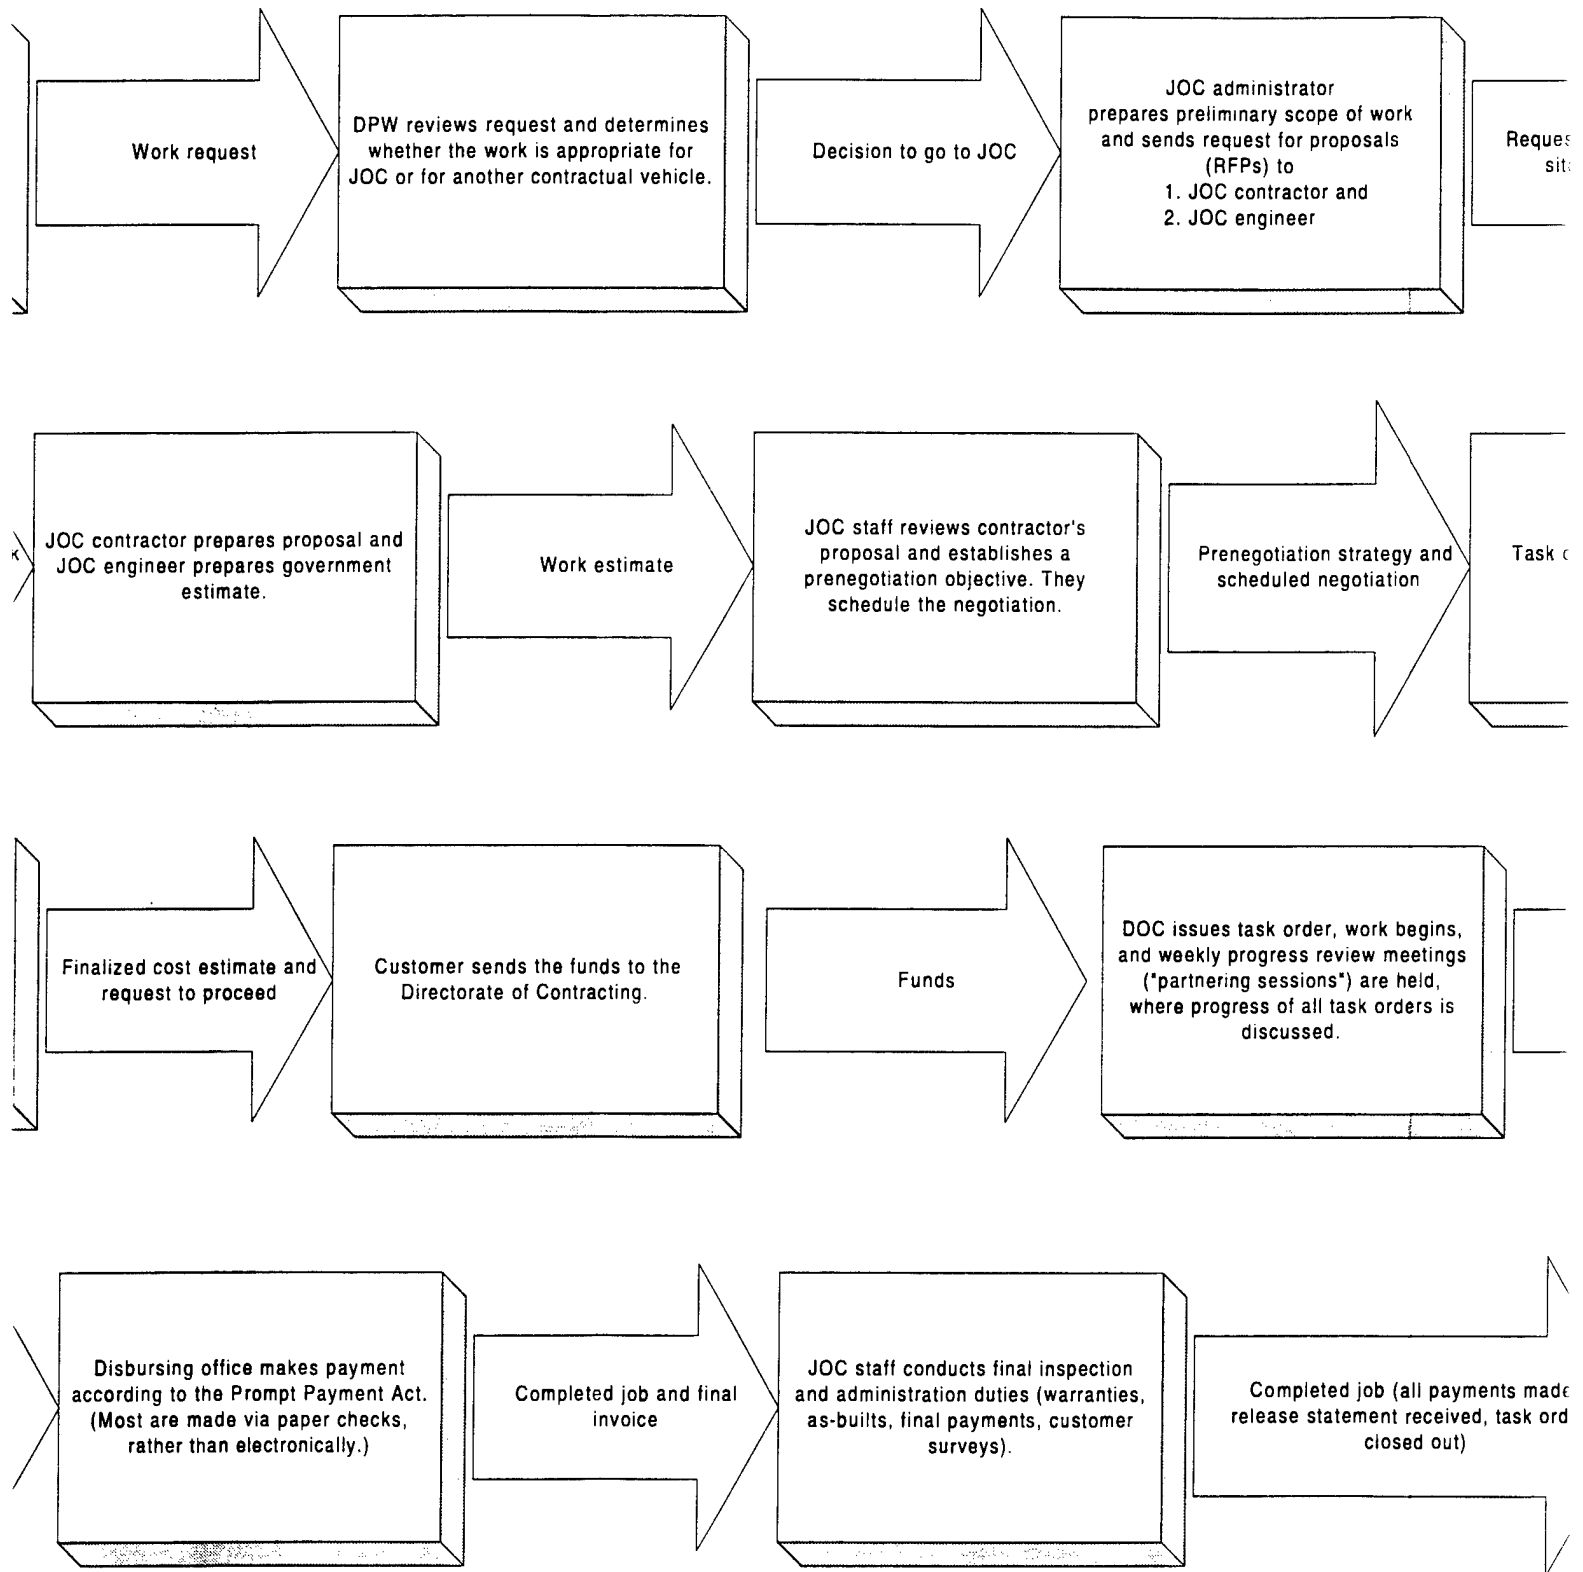 Work request
DPW reviews request and determines
whether the work is appropriate for
JOC or for another contractual vehicle.
Decision to go to JOC
JOC administrator
prepares preliminary scope of work
and sends request for proposals
(RFPs) to
1. JOC contractor and
2. JOC engineer
JOC contractor prepares proposal and
JOC engineer prepares government
estimate.
Work estimate
JOC staff reviews contractor's
proposal and establishes a
prenegotiation objective. They
schedule the negotiation.
Prenegotiation strategy and
scheduled negotiation
Task
Finalized cost estimate and
request to proceed
Customer sends the funds to the
Directorate of Contracting.
Funds
DOC issues task order, work begins,
and weekly progress review meetings
("partnering sessions") are held,
where progress of all task orders is
discussed.
Disbursing office makes payment
according to the Prompt Payment Act.
(Most are made via paper checks,
rather than electronically.)
Completed job and final
invoice
JOC staff conducts final inspection
and administration duties (warranties,
as-builts, final payments, customer
surveys).
Completed job (all payments made
release statement received, task ord
closed out)